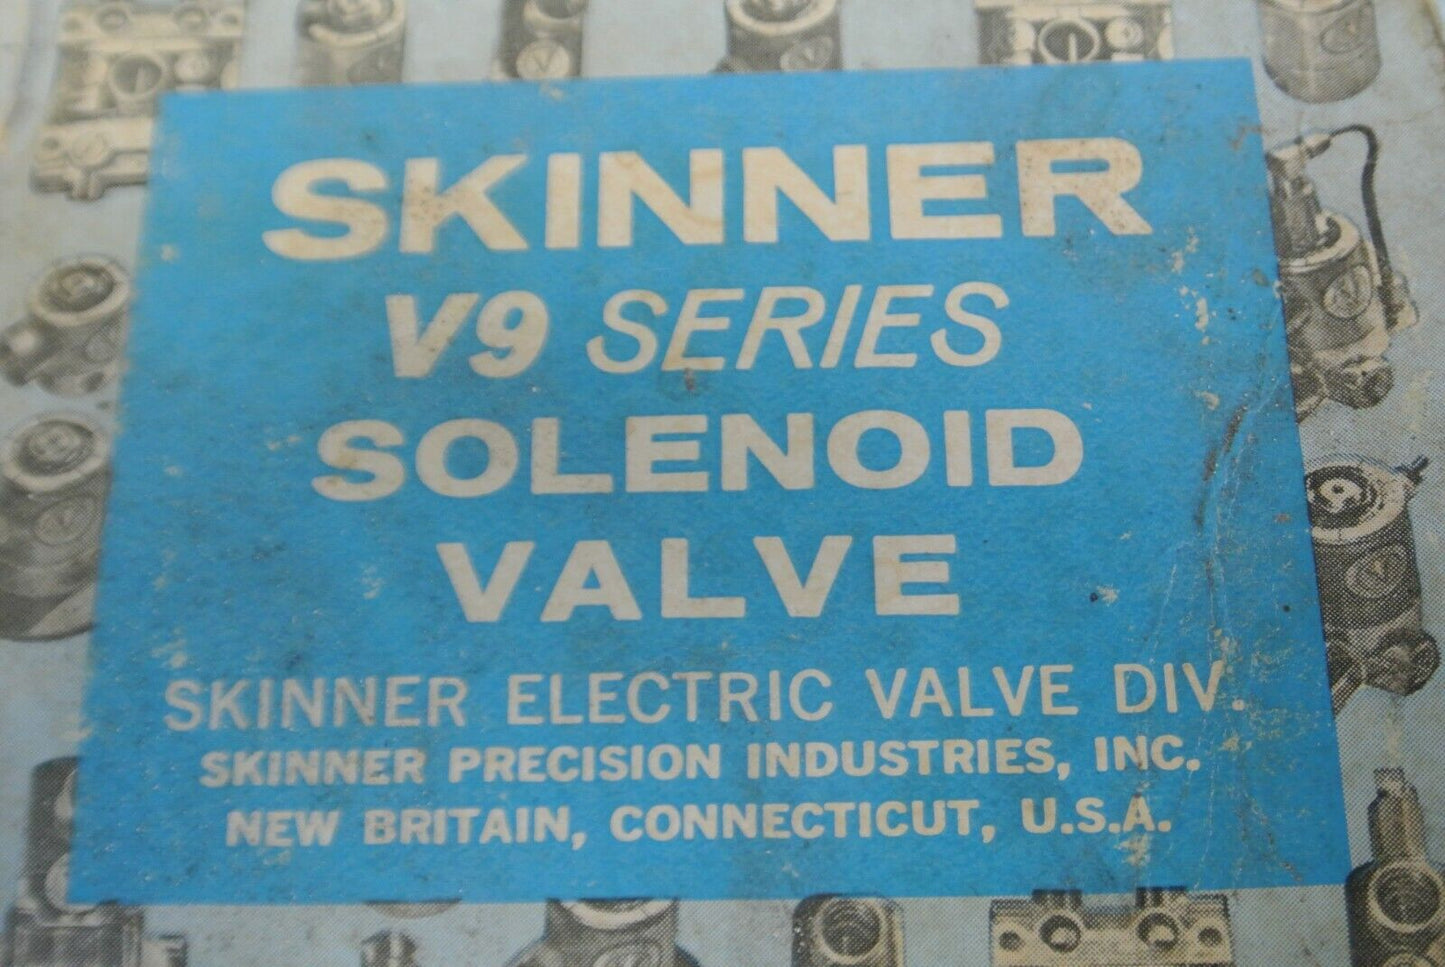 SKINNER
V9 SERIES
SOLENOID
VALVE
SKINNER ELECTRIC VALVE DIV.
SKINNER PRECISION INDUSTRIES, INC.
NEW BRITAIN, CONNECTICUT, U.S.A.